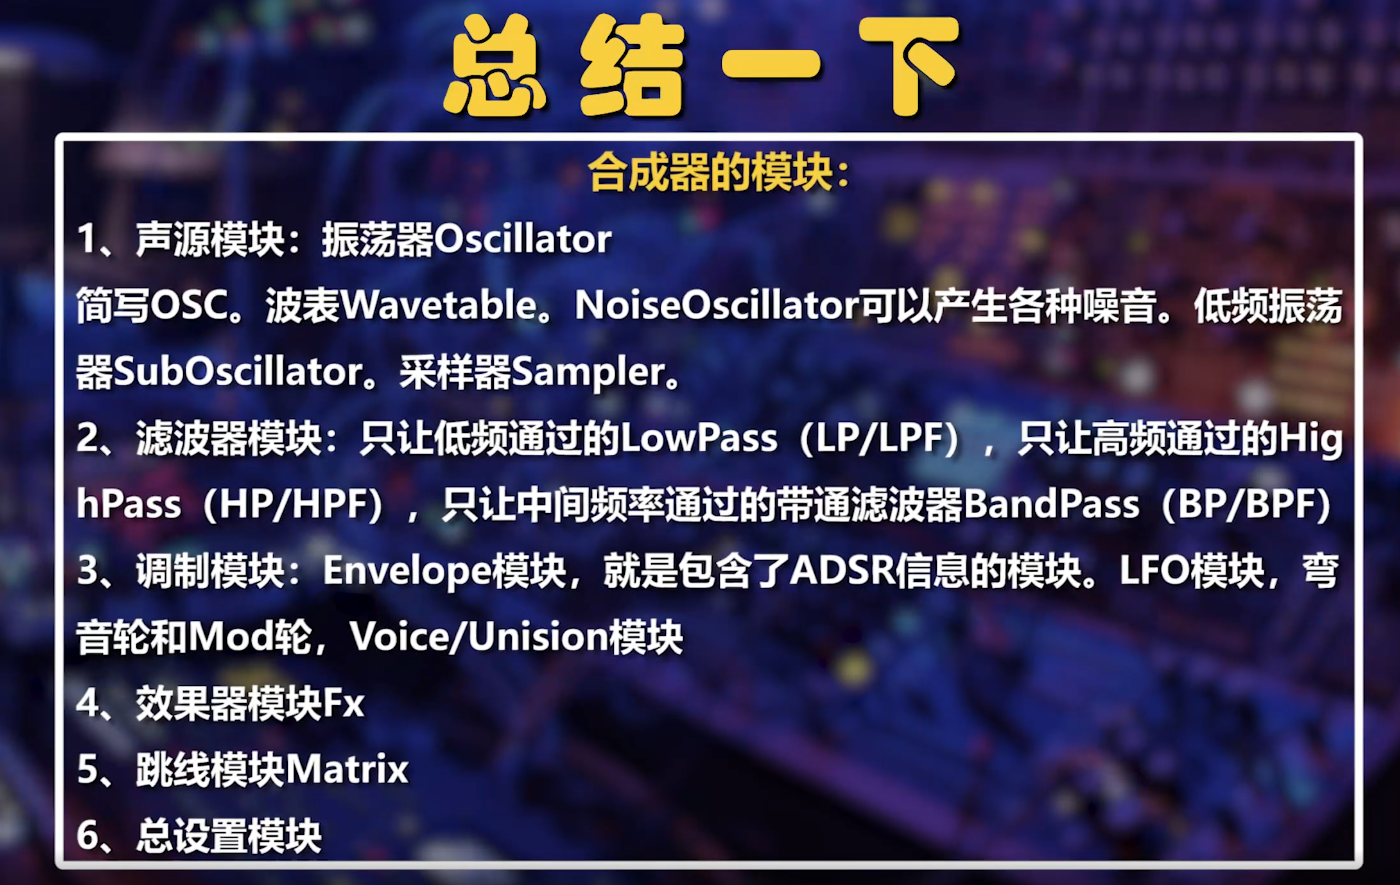 总结一下
合成器的模块：
1、声源模块：振荡器Oscillator
简写OSC。波表Wavetable。NoiseOscillator可以产生各种噪音。低频振荡
器SubOscillator。采样器Sampler。
2、滤波器模块：只让低频通过的LowPass（LP/LPF），只让高频通过的Hig
hPass（HP/HPF），只让中间频率通过的带通滤波器BandPass（BP/BPF）
3、调制模块：Envelope模块，就是包含了ADSR信息的模块。LFO模块，弯
音轮和Mod轮，Voice/Unision模块
4、效果器模块Fx
5、跳线模块Matrix
6、总设置模块